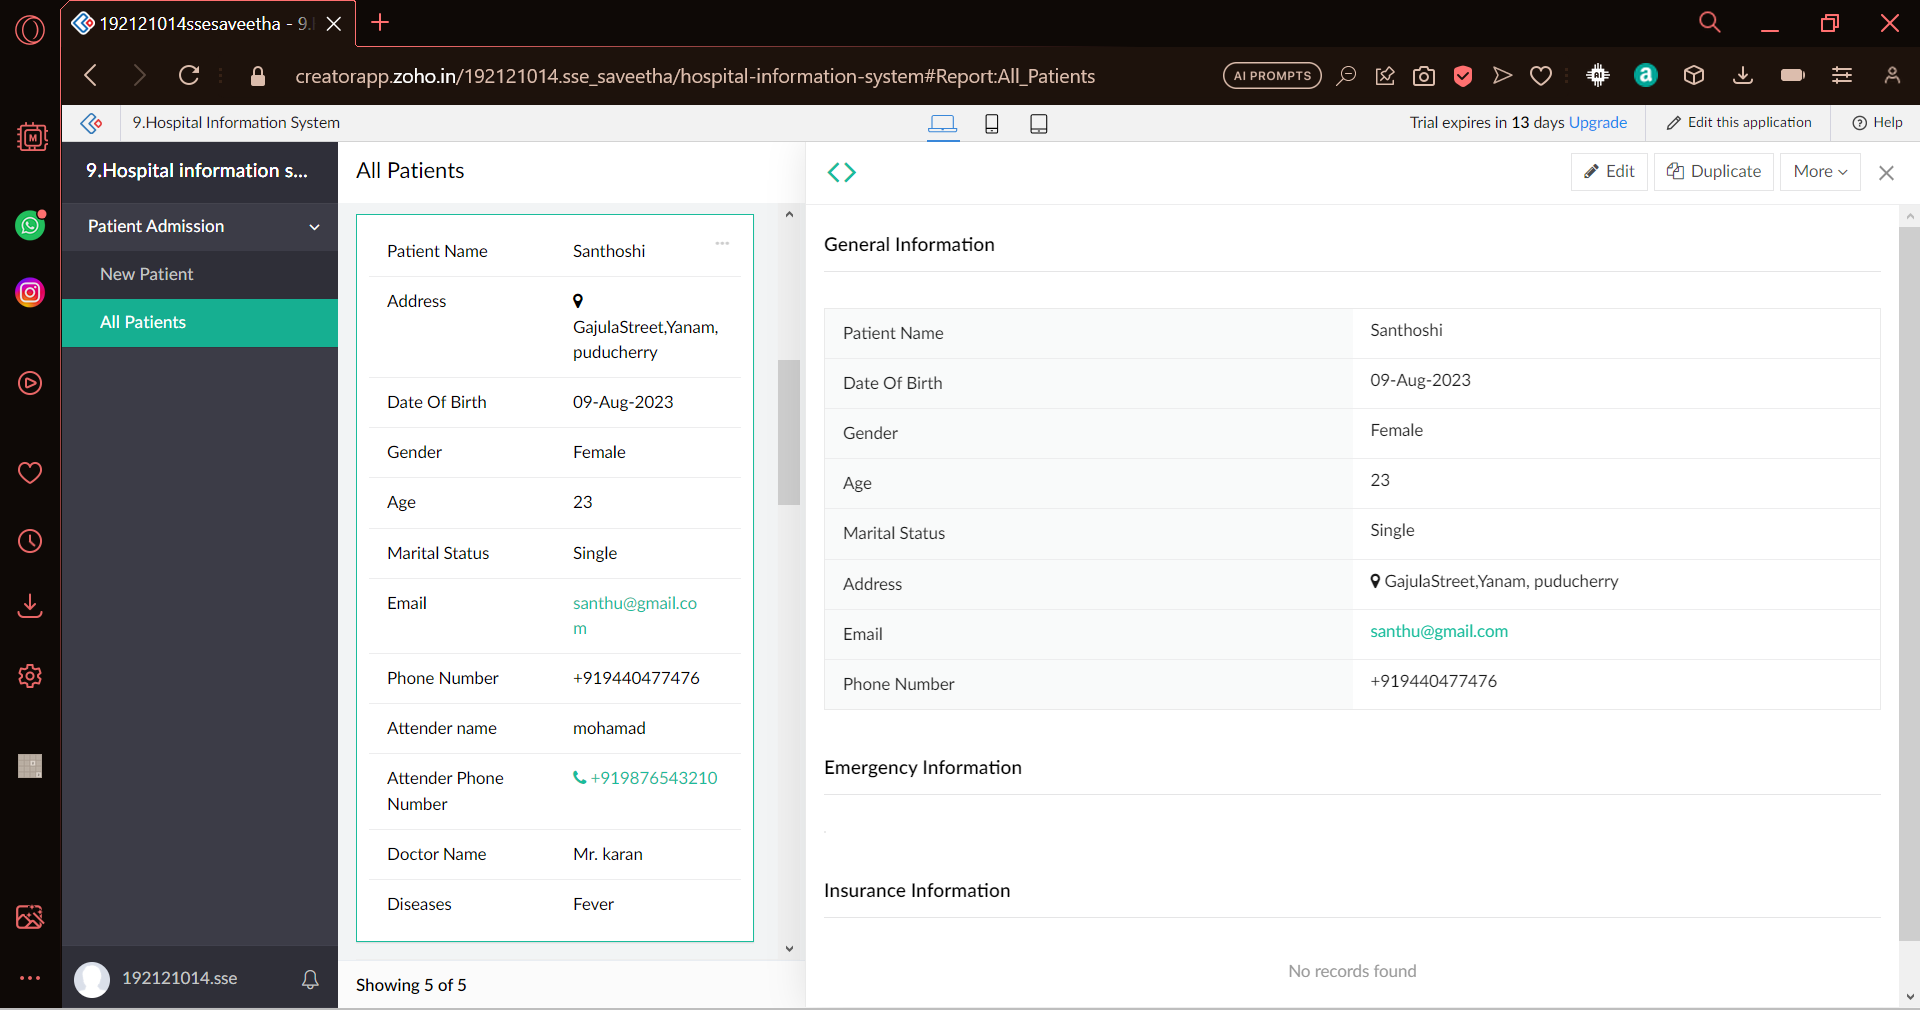 192121014ssesaveetha - 9.
creatorapp.zoho.in/192121014.sse_saveetha/hospital-information-system#Report:All_Patients
AI PROMPTS
9.Hospital Information System
Trial expires in 13 days Upgrade
Edit this application
Help
9.Hospital information s...
Patient Admission
New Patient
All Patients
192121014.sse
All Patients
Patient Name Santhoshi
Address GajulaStreet,Yanam,
puducherry
Date Of Birth 09-Aug-2023
Gender Female
Age 23
Marital Status Single
Email santhu@gmail.co
m
Phone Number +919440477476
Attender name mohamad
Attender Phone +919876543210
Number
Doctor Name Mr. karan
Diseases Fever
Showing 5 of 5
Edit
Duplicate
More
General Information
Patient Name Santhoshi
Date Of Birth 09-Aug-2023
Gender Female
Age 23
Marital Status Single
Address GajulaStreet,Yanam, puducherry
Email santhu@gmail.com
Phone Number +919440477476
Emergency Information
Insurance Information
No records found